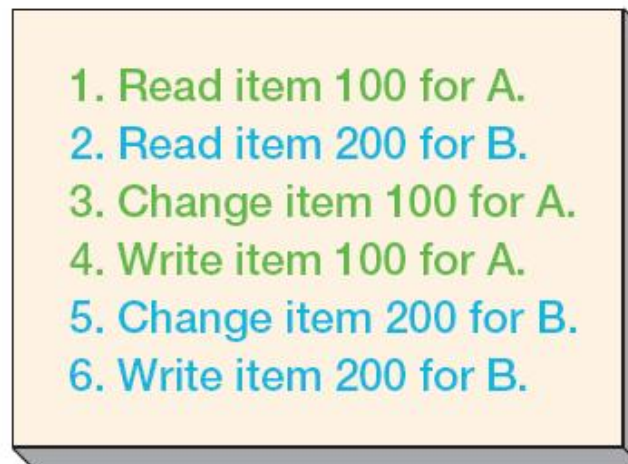 1. Read item 100 for A.
2. Read item 200 for B.
3. Change item 100 for A.
4. Write item 100 for A.
5. Change item 200 for B.
6. Write item 200 for B.